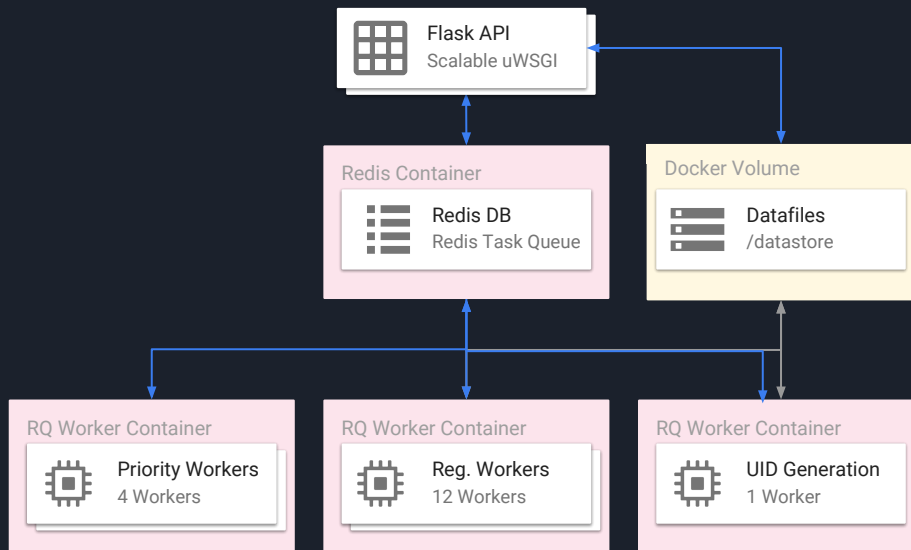 Flask API
Scalable uWSGI
Redis Container
Redis DB
Redis Task Queue
Docker Volume
Datafiles
/datastore
RQ Worker Container
Priority Workers
4 Workers
RQ Worker Container
Reg. Workers
12 Workers
RQ Worker Container
UID Generation
1 Worker